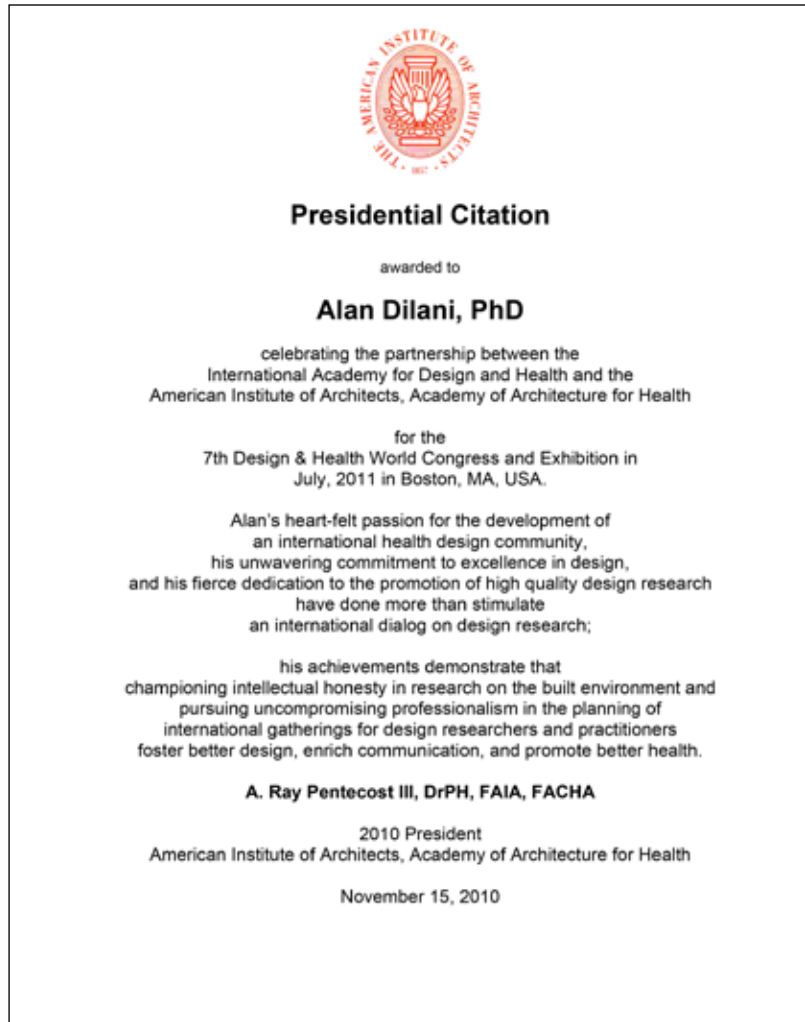 THE AMERICAN INSTITUTE OF ARCHITECTS
Presidential Citation
awarded to
Alan Dilani, PhD
celebrating the partnership between the
International Academy for Design and Health and the
American Institute of Architects, Academy of Architecture for Health
for the
7th Design & Health World Congress and Exhibition in
July, 2011 in Boston, MA, USA.
Alan's heart-felt passion for the development of
an international health design community,
his unwavering commitment to excellence in design,
and his fierce dedication to the promotion of high quality design research
have done more than stimulate
an international dialog on design research;
his achievements demonstrate that
championing intellectual honesty in research on the built environment and
pursuing uncompromising professionalism in the planning of
international gatherings for design researchers and practitioners
foster better design, enrich communication, and promote better health.
A. Ray Pentecost III, DrPH, FAIA, FACHA
2010 President
American Institute of Architects, Academy of Architecture for Health
November 15, 2010